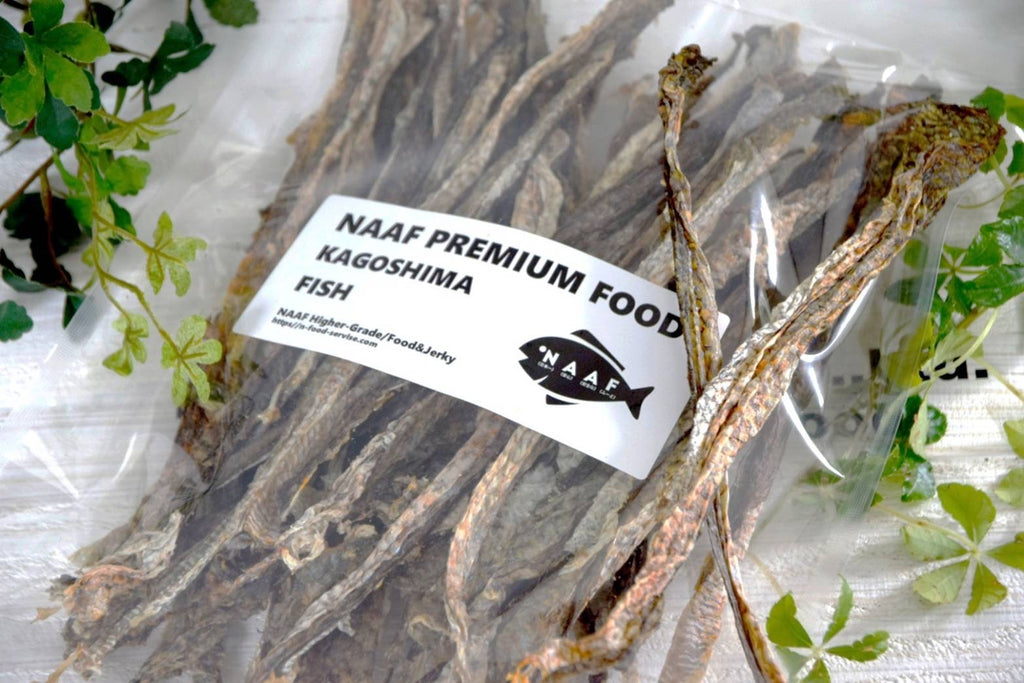 NAAF PREMIUM FOOD
KAGOSHIMA
FISH
NAAF Higher-Grade/Food&Jerky
https//n-food-servise.com
NAAF